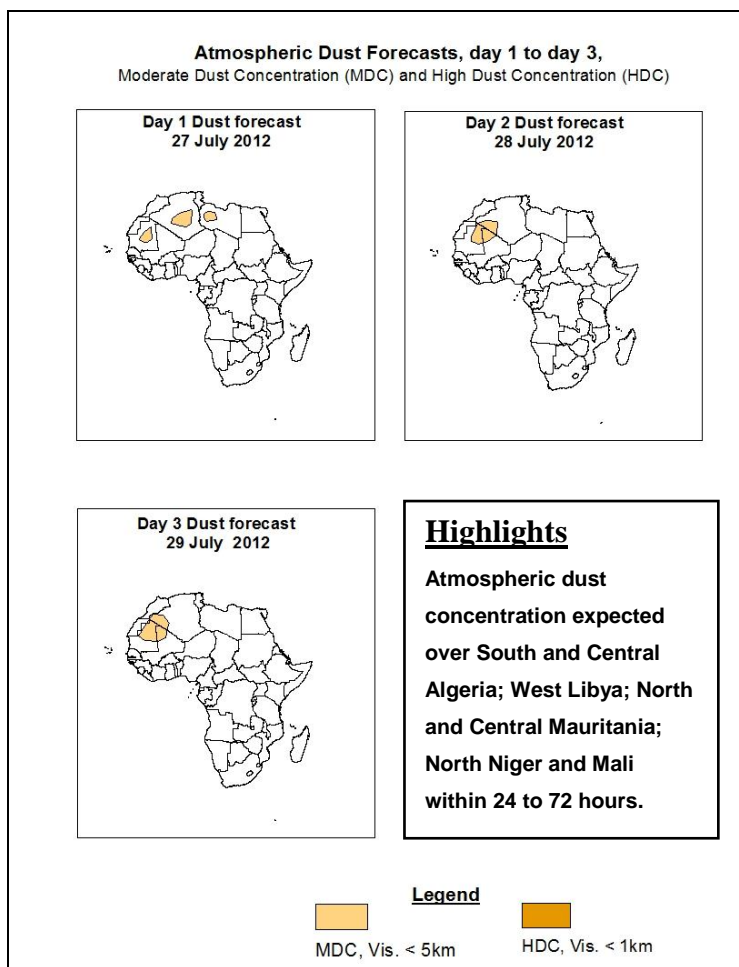 Atmospheric Dust Forecasts, day 1 to day 3,
Moderate Dust Concentration (MDC) and High Dust Concentration (HDC)
Day 1 Dust forecast
27 July 2012
Day 2 Dust forecast
28 July 2012
Day 3 Dust forecast
29 July 2012
Highlights
Atmospheric dust
concentration expected
over South and Central
Algeria; West Libya; North
and Central Mauritania;
North Niger and Mali
within 24 to 72 hours.
Legend
MDC, Vis. < 5km
HDC, Vis. < 1km